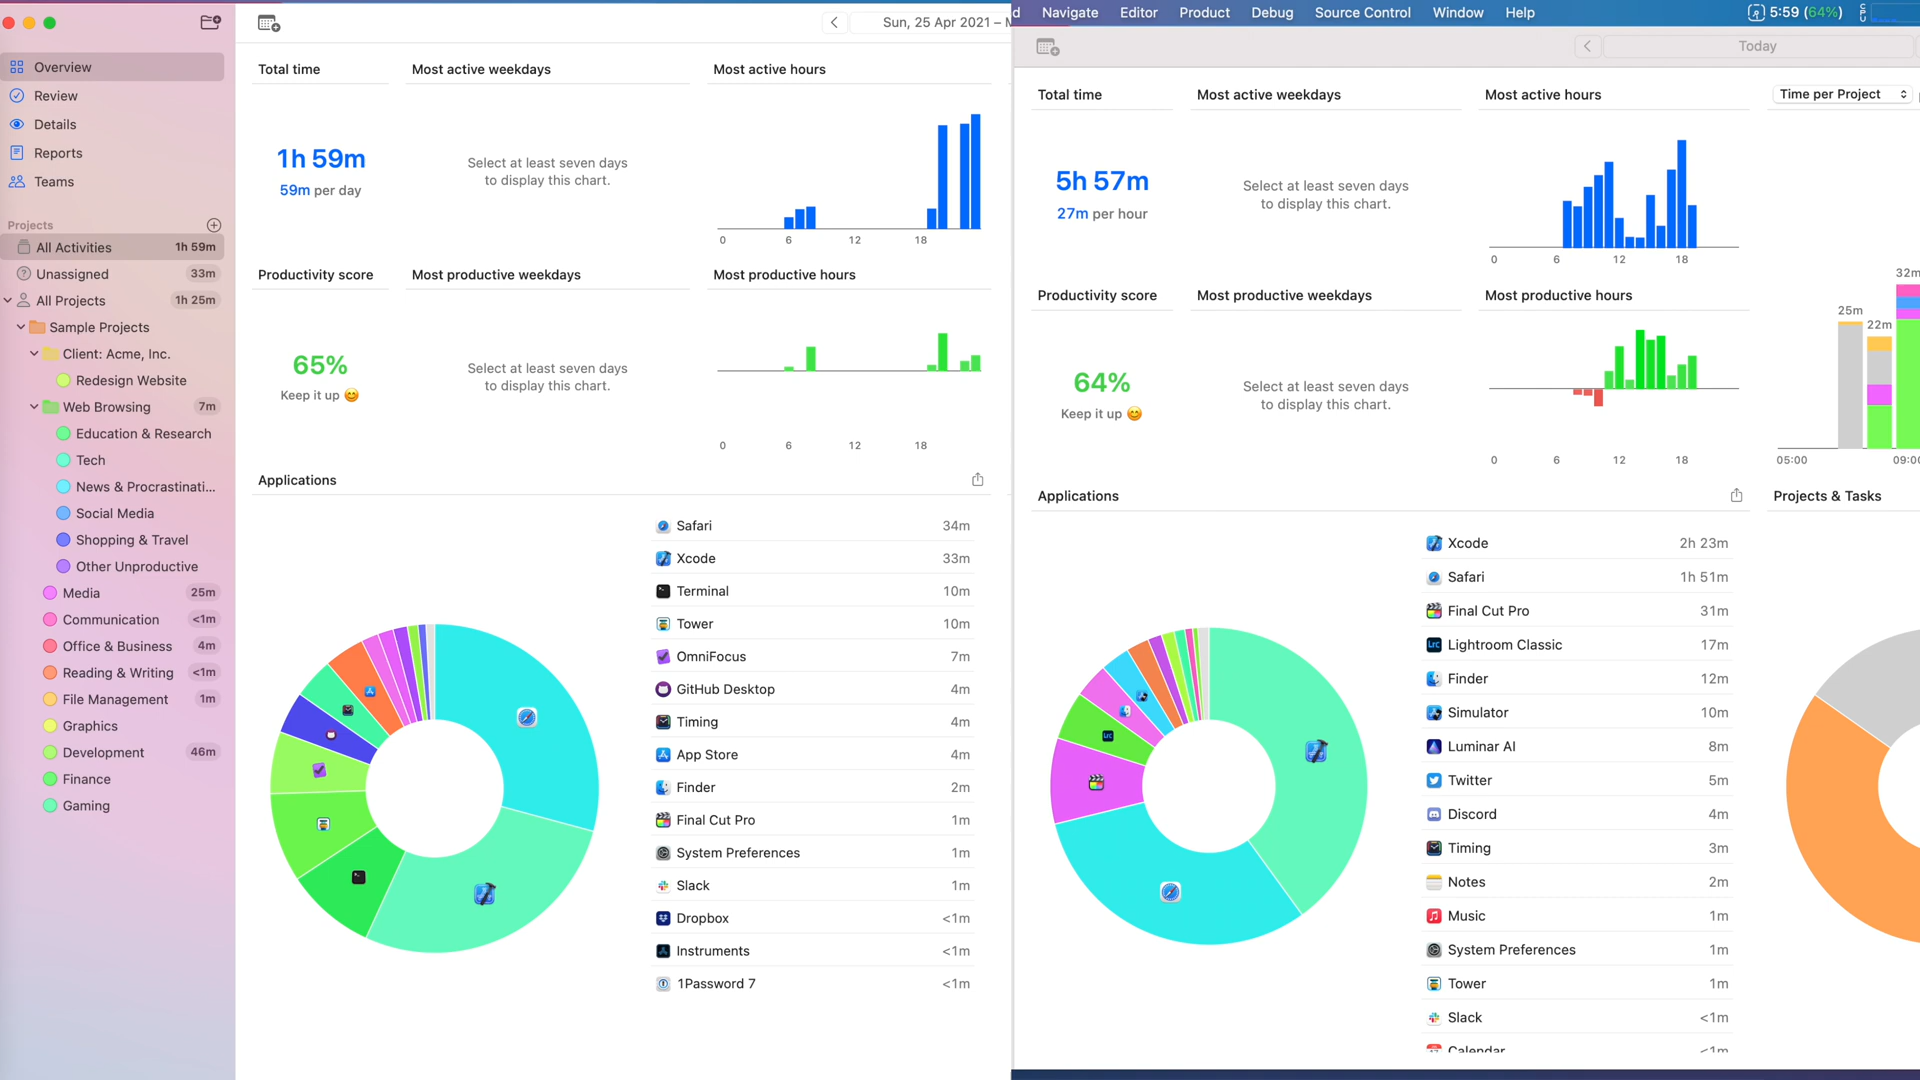 Overview
Review
Details
Reports
Teams
Projects
All Activities 1h 59m
Unassigned 33m
All Projects 1h 25m
Sample Projects
Client: Acme, Inc.
Redesign Website
Web Browsing 7m
Education & Research
Tech
News & Procrastinati...
Social Media
Shopping & Travel
Other Unproductive
Media 25m
Communication <1m
Office & Business 4m
Reading & Writing <1m
File Management 1m
Graphics
Development 46m
Finance
Gaming
Sun, 25 Apr 2021 –
Total time
Most active weekdays
Most active hours
1h 59m
59m per day
Select at least seven days
to display this chart.
0 6 12 18
Productivity score
Most productive weekdays
Most productive hours
65%
Keep it up 😊
Select at least seven days
to display this chart.
0 6 12 18
Applications
Safari 34m
Xcode 33m
Terminal 10m
Tower 10m
OmniFocus 7m
GitHub Desktop 4m
Timing 4m
App Store 4m
Finder 2m
Final Cut Pro 1m
System Preferences 1m
Slack 1m
Dropbox <1m
Instruments <1m
1Password 7 <1m
d Navigate Editor Product Debug Source Control Window Help
5:59 (64%)
CPU
Today
Total time
Most active weekdays
Most active hours
Time per Project
5h 57m
27m per hour
Select at least seven days
to display this chart.
0 6 12 18
Productivity score
Most productive weekdays
Most productive hours
64%
Keep it up 😊
Select at least seven days
to display this chart.
0 6 12 18
32m
25m
22m
05:00 09:00
Applications
Xcode 2h 23m
Safari 1h 51m
Final Cut Pro 31m
Lightroom Classic 17m
Finder 12m
Simulator 10m
Luminar AI 8m
Twitter 5m
Discord 4m
Timing 3m
Notes 2m
Music 1m
System Preferences 1m
Tower 1m
Slack <1m
Calendar <1m
Projects & Tasks